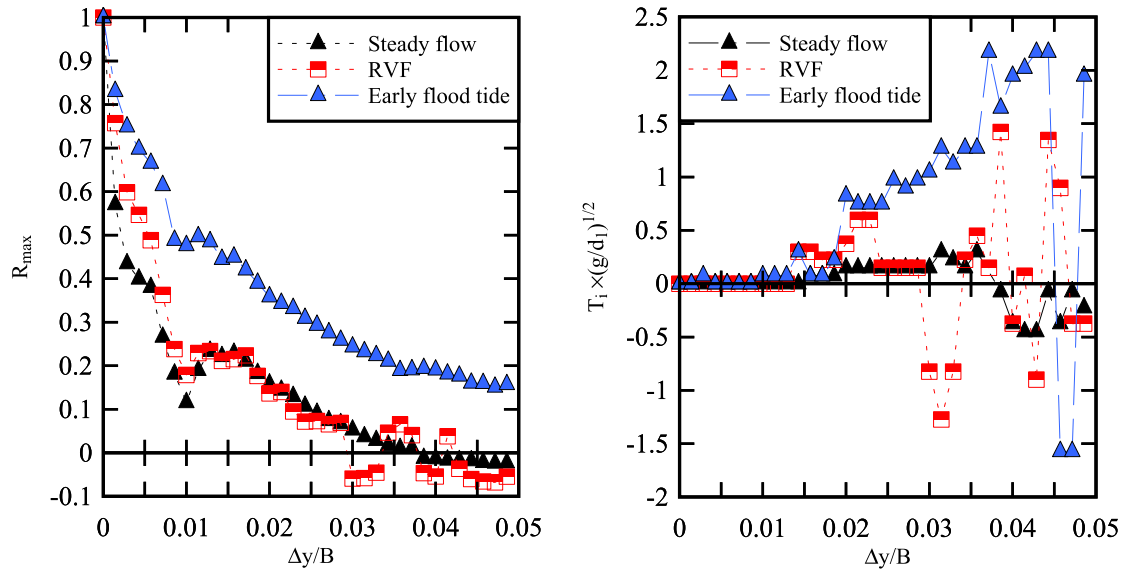 1
0.9
0.8
0.7
0.6
0.5
0.4
0.3
0.2
0.1
0
-0.1
R_max
0 0.01 0.02 0.03 0.04 0.05
Δy/B
Steady flow
RVF
Early flood tide
2.5
2
1.5
1
0.5
0
-0.5
-1
-1.5
-2
T_i ×(g/d_1)^1/2
0 0.01 0.02 0.03 0.04 0.05
Δy/B
Steady flow
RVF
Early flood tide